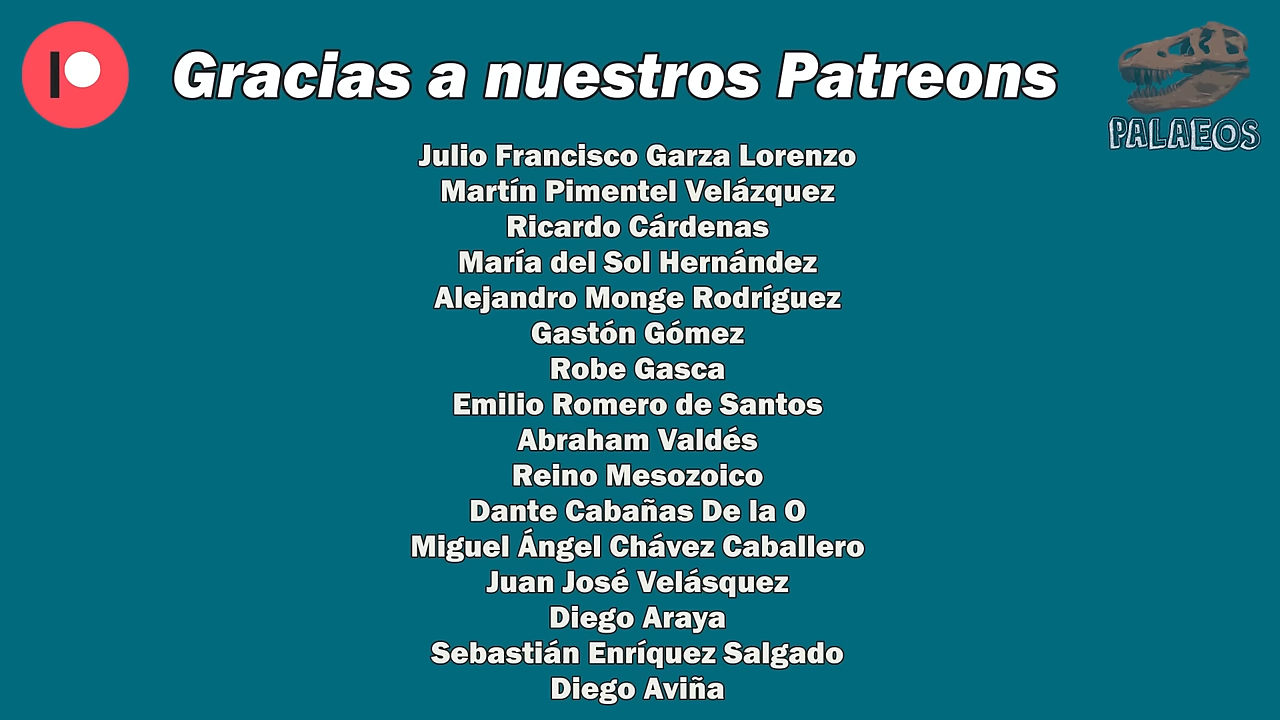 Gracias a nuestros Patreons
PALAEOS
Julio Francisco Garza Lorenzo
Martín Pimentel Velázquez
Ricardo Cárdenas
María del Sol Hernández
Alejandro Monge Rodríguez
Gastón Gómez
Robe Gasca
Emilio Romero de Santos
Abraham Valdés
Reino Mesozoico
Dante Cabañas De la O
Miguel Ángel Chávez Caballero
Juan José Velásquez
Diego Araya
Sebastián Enríquez Salgado
Diego Aviña